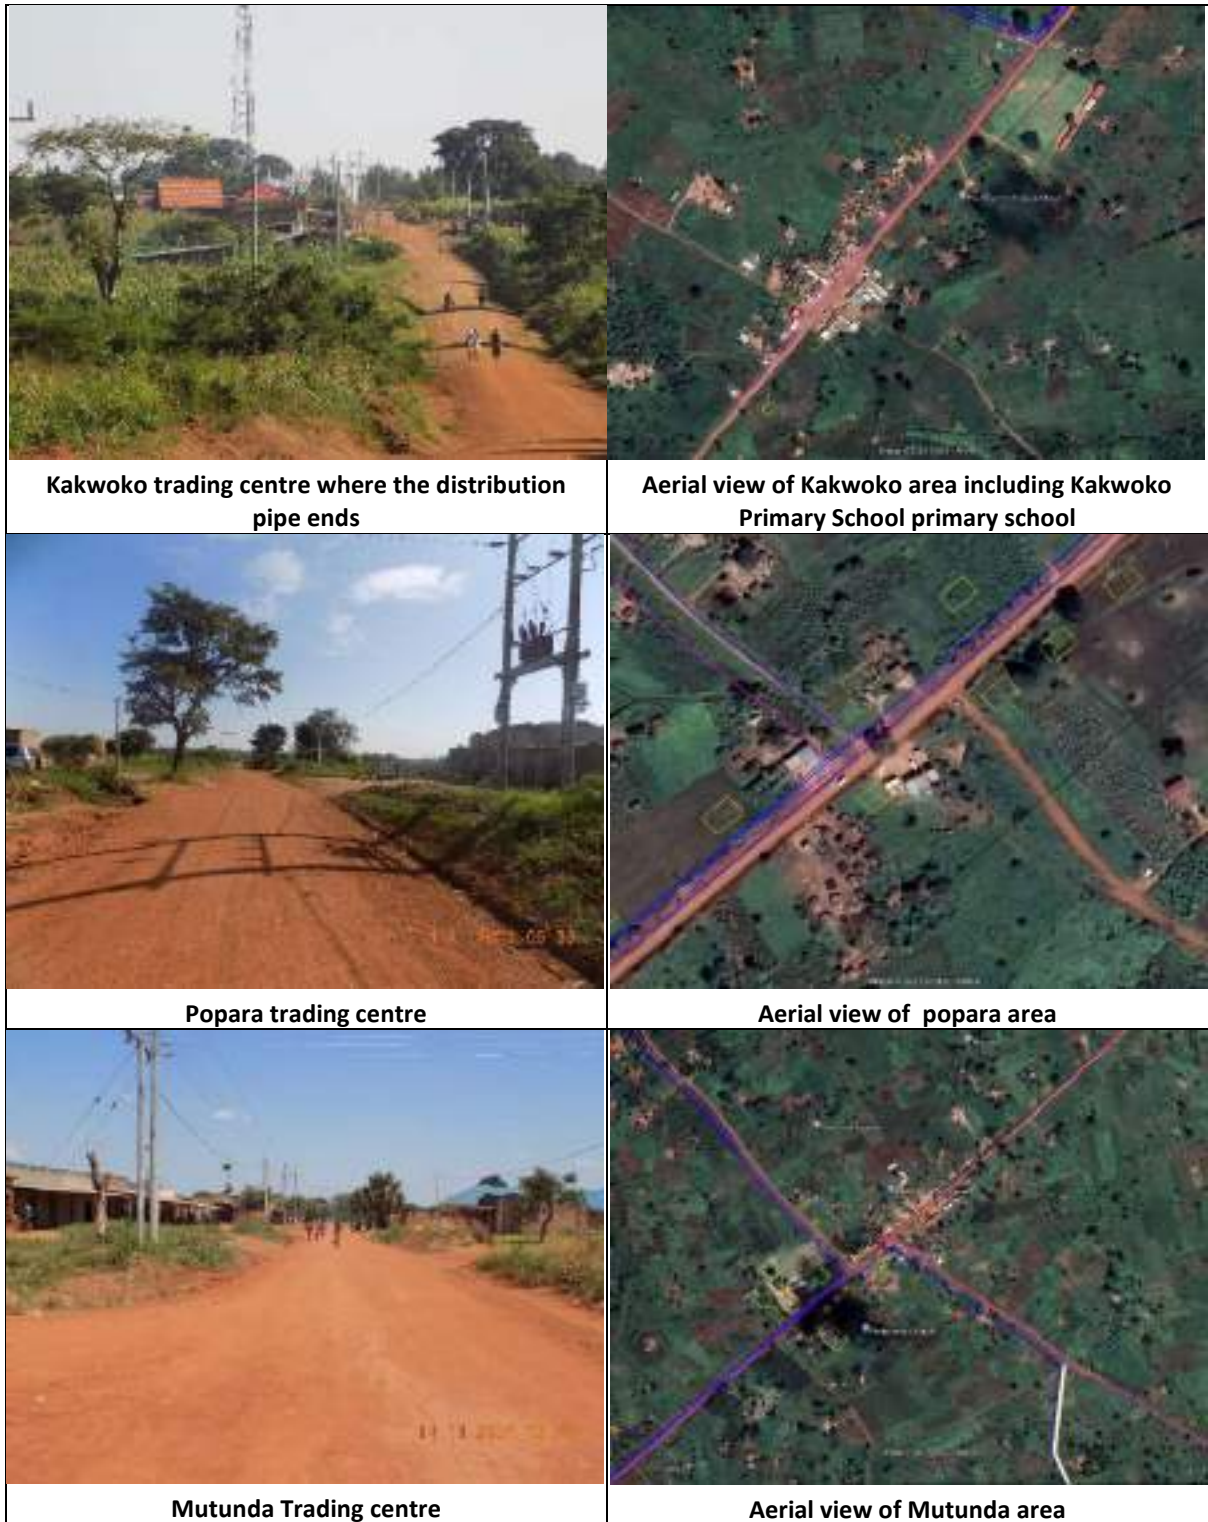 Kakwoko trading centre where the distribution
pipe ends
Aerial view of Kakwoko area including Kakwoko
Primary School primary school
Popara trading centre
Aerial view of popara area
Mutunda Trading centre
Aerial view of Mutunda area